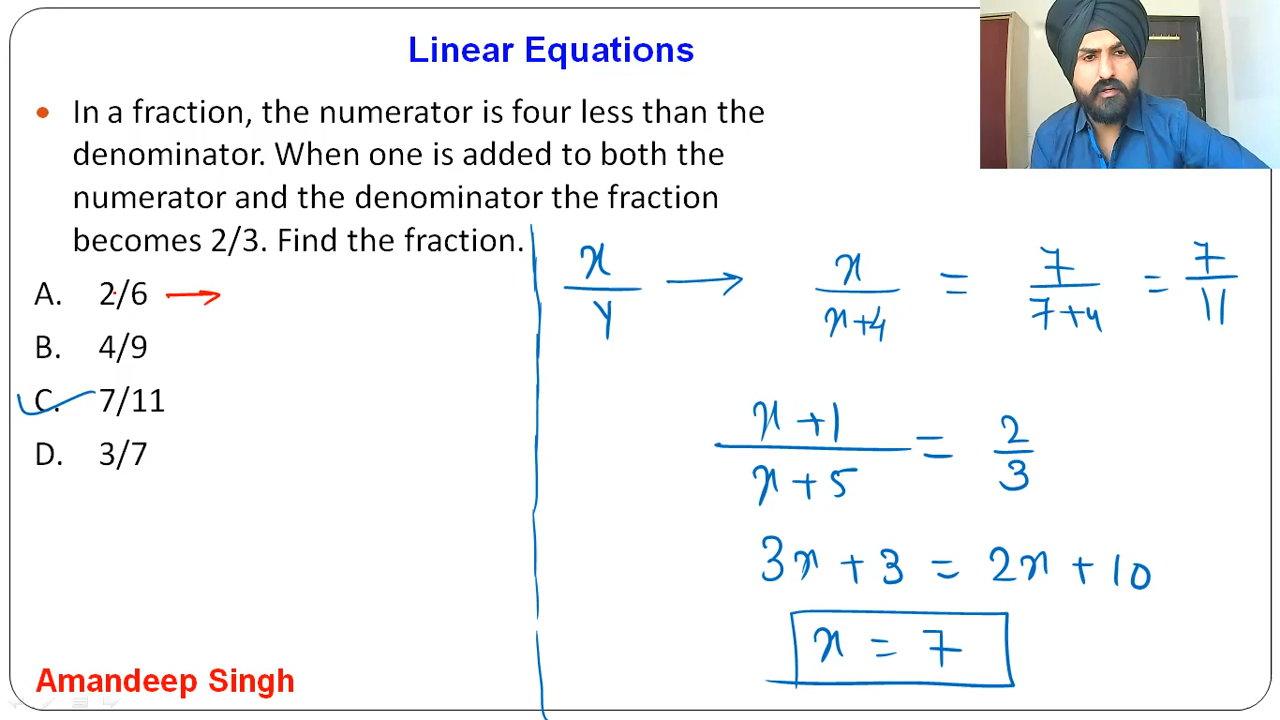 Linear Equations
• In a fraction, the numerator is four less than the
denominator. When one is added to both the
numerator and the denominator the fraction
becomes 2/3. Find the fraction.
A. 2/6 →
B. 4/9
C. 7/11
D. 3/7
x/y → x/(x+4) = 7/(7+4) = 7/11
(x+1)/(x+5) = 2/3
3x + 3 = 2x + 10
x = 7
Amandeep Singh